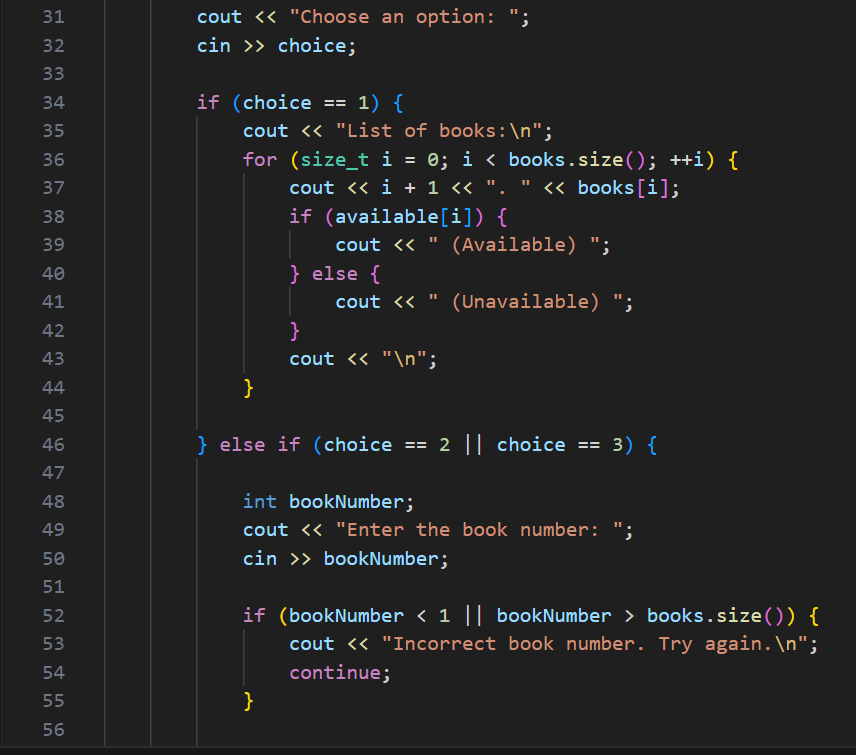 31 cout << "Choose an option: ";
32 cin >> choice;
33
34 if (choice == 1) {
35 cout << "List of books:\n";
36 for (size_t i = 0; i < books.size(); ++i) {
37 cout << i + 1 << ". " << books[i];
38 if (available[i]) {
39 cout << " (Available) ";
40 } else {
41 cout << " (Unavailable) ";
42 }
43 cout << "\n";
44 }
45
46 } else if (choice == 2 || choice == 3) {
47
48 int bookNumber;
49 cout << "Enter the book number: ";
50 cin >> bookNumber;
51
52 if (bookNumber < 1 || bookNumber > books.size()) {
53 cout << "Incorrect book number. Try again.\n";
54 continue;
55 }
56